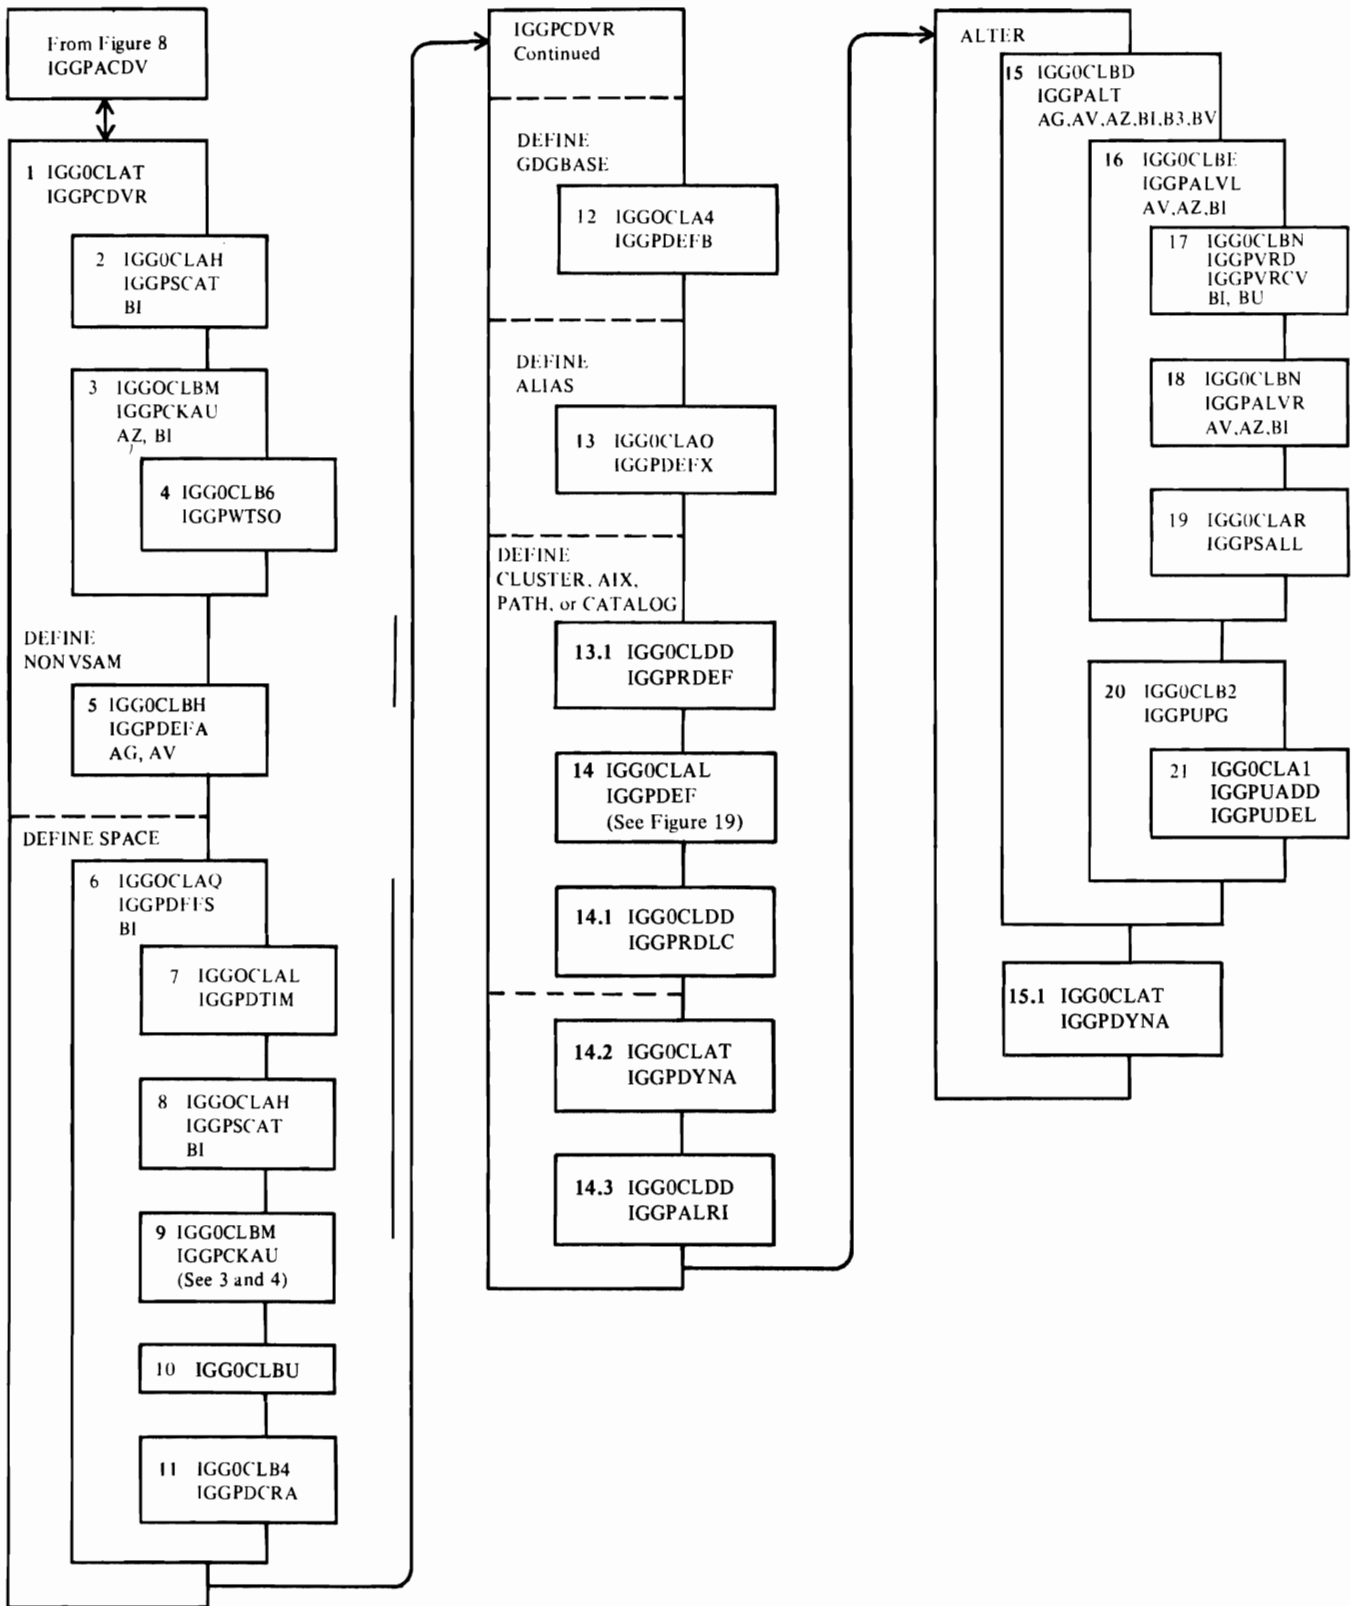 From Figure 8
IGGPACDV
1 IGG0CLAT
IGGPCDVR
2 IGG0CLAH
IGGPSCAT
BI
3 IGGOCLBM
IGGPCKAU
AZ, BI
4 IGG0CLB6
IGGPWTSO
DEFINE
NONVSAM
5 IGG0CLBH
IGGPDEFA
AG, AV
DEFINE SPACE
6 IGGOCLAQ
IGGPDEFS
BI
7 IGGOCLAL
IGGPDTIM
8 IGGOCLAH
IGGPSCAT
BI
9 IGG0CLBM
IGGPCKAU
(See 3 and 4)
10 IGG0CLBU
11 IGG0CLB4
IGGPDCRA
IGGPCDVR
Continued
DEFINE
GDGBASE
12 IGGOCLA4
IGGPDEFB
DEFINE
ALIAS
13 IGG0CLAO
IGGPDEFX
DEFINE
CLUSTER, AIX,
PATH, or CATALOG
13.1 IGG0CLDD
IGGPRDEF
14 IGG0CLAL
IGGPDEF
(See Figure 19)
14.1 IGG0CLDD
IGGPRDLC
14.2 IGG0CLAT
IGGPDYNA
14.3 IGG0CLDD
IGGPALRI
ALTER
15 IGG0CLBD
IGGPALT
AG,AV,AZ,BI,B3,BV
16 IGG0CLBE
IGGPALVL
AV,AZ,BI
17 IGG0CLBN
IGGPVRD
IGGPVRCV
BI, BU
18 IGG0CLBN
IGGPALVR
AV,AZ,BI
19 IGG0CLAR
IGGPSALL
20 IGG0CLB2
IGGPUPG
21 IGG0CLA1
IGGPUADD
IGGPUDEL
15.1 IGG0CLAT
IGGPDYNA